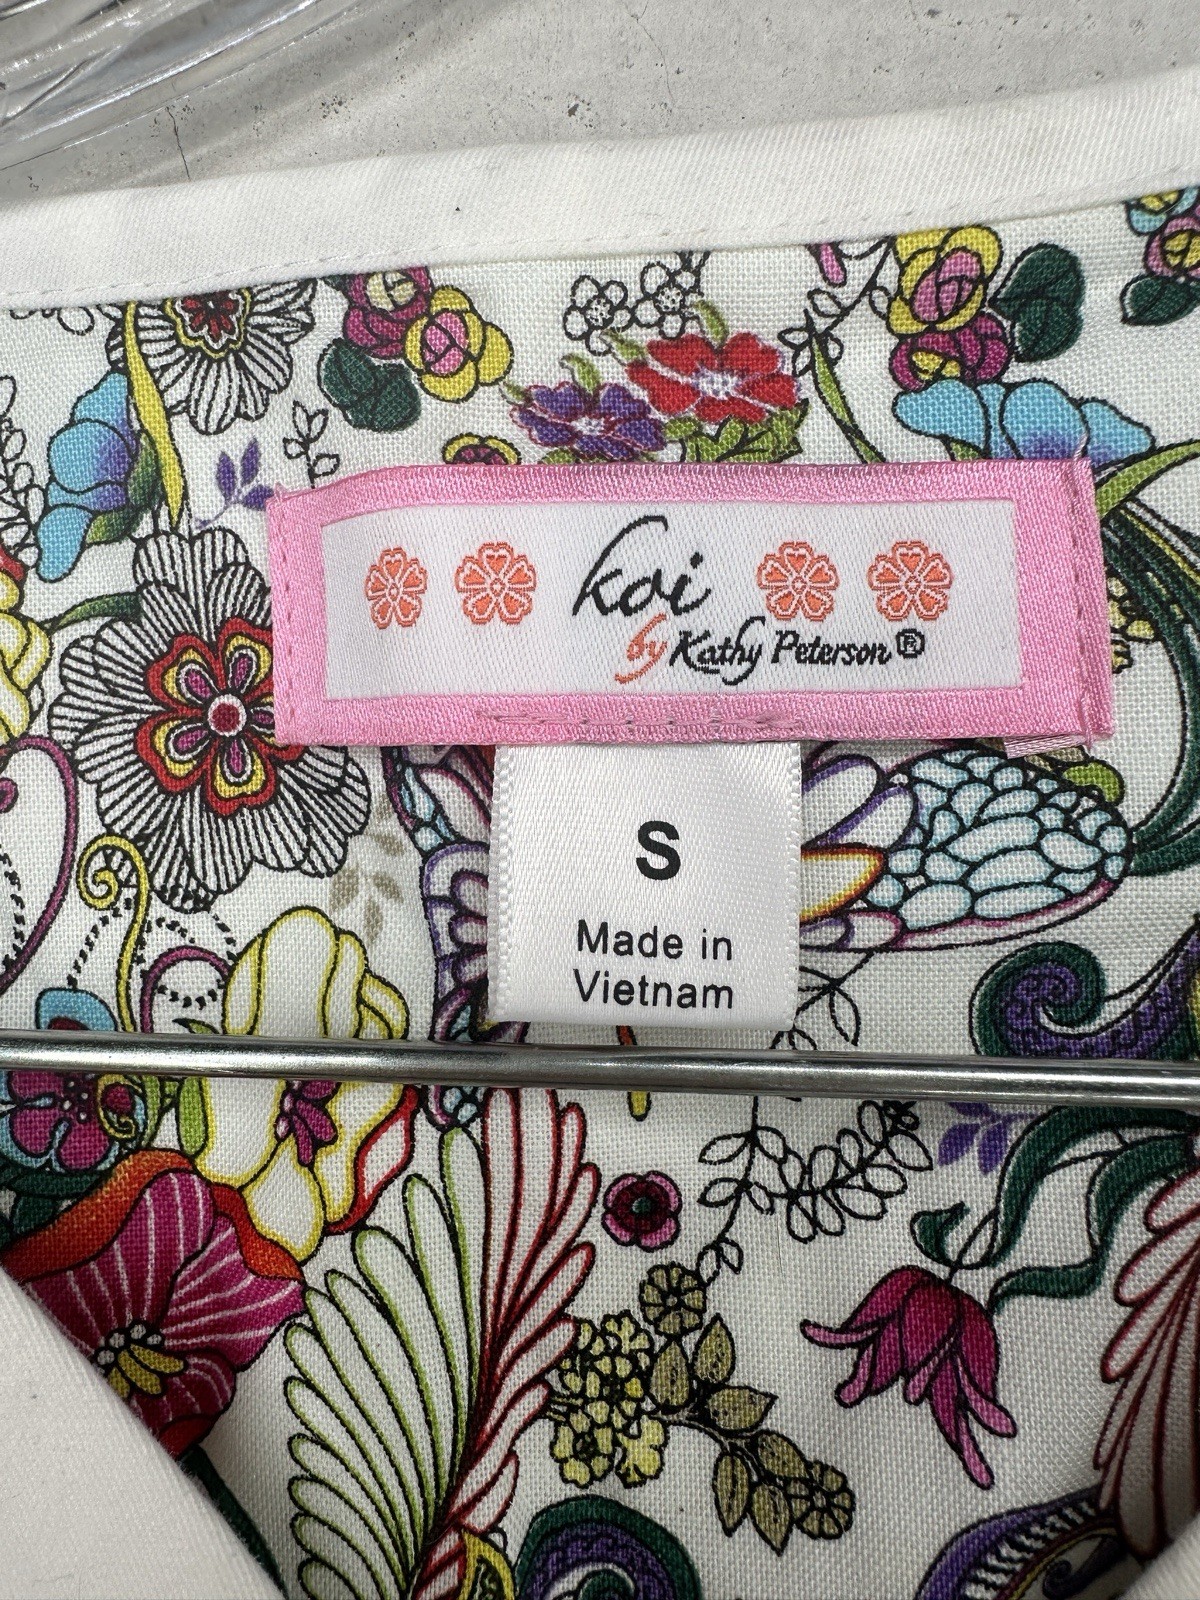 koi
by Kathy Peterson®
S
Made in
Vietnam